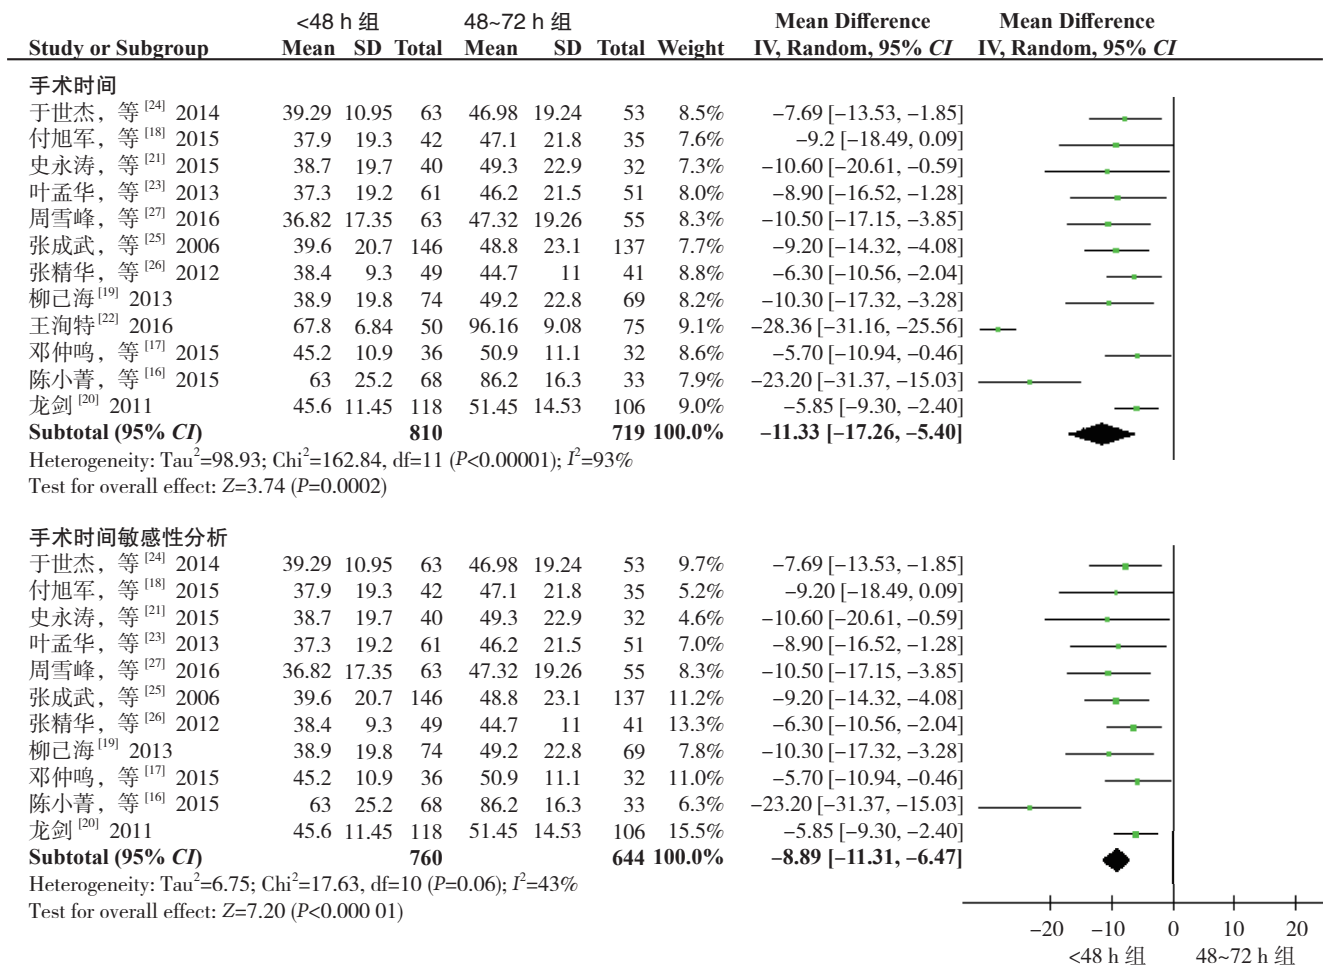 <48 h 组 48~72 h 组 Mean Difference Mean Difference
Study or Subgroup Mean SD Total Mean SD Total Weight IV, Random, 95% CI IV, Random, 95% CI
手术时间
于世杰，等[24] 2014 39.29 10.95 63 46.98 19.24 53 8.5% −7.69 [−13.53, −1.85]
付旭军，等[18] 2015 37.9 19.3 42 47.1 21.8 35 7.6% −9.2 [−18.49, 0.09]
史永涛，等[21] 2015 38.7 19.7 40 49.3 22.9 32 7.3% −10.60 [−20.61, −0.59]
叶孟华，等[23] 2013 37.3 19.2 61 46.2 21.5 51 8.0% −8.90 [−16.52, −1.28]
周雪峰，等[27] 2016 36.82 17.35 63 47.32 19.26 55 8.3% −10.50 [−17.15, −3.85]
张成武，等[25] 2006 39.6 20.7 146 48.8 23.1 137 7.7% −9.20 [−14.32, −4.08]
张精华，等[26] 2012 38.4 9.3 49 44.7 11 41 8.8% −6.30 [−10.56, −2.04]
柳己海[19] 2013 38.9 19.8 74 49.2 22.8 69 8.2% −10.30 [−17.32, −3.28]
王洵特[22] 2016 67.8 6.84 50 96.16 9.08 75 9.1% −28.36 [−31.16, −25.56]
邓仲鸣，等[17] 2015 45.2 10.9 36 50.9 11.1 32 8.6% −5.70 [−10.94, −0.46]
陈小菁，等[16] 2015 63 25.2 68 86.2 16.3 33 7.9% −23.20 [−31.37, −15.03]
龙剑[20] 2011 45.6 11.45 118 51.45 14.53 106 9.0% −5.85 [−9.30, −2.40]
Subtotal (95% CI) 810 719 100.0% −11.33 [−17.26, −5.40]
Heterogeneity: Tau²=98.93; Chi²=162.84, df=11 (P<0.00001); I²=93%
Test for overall effect: Z=3.74 (P=0.0002)
手术时间敏感性分析
于世杰，等[24] 2014 39.29 10.95 63 46.98 19.24 53 9.7% −7.69 [−13.53, −1.85]
付旭军，等[18] 2015 37.9 19.3 42 47.1 21.8 35 5.2% −9.20 [−18.49, 0.09]
史永涛，等[21] 2015 38.7 19.7 40 49.3 22.9 32 4.6% −10.60 [−20.61, −0.59]
叶孟华，等[23] 2013 37.3 19.2 61 46.2 21.5 51 7.0% −8.90 [−16.52, −1.28]
周雪峰，等[27] 2016 36.82 17.35 63 47.32 19.26 55 8.3% −10.50 [−17.15, −3.85]
张成武，等[25] 2006 39.6 20.7 146 48.8 23.1 137 11.2% −9.20 [−14.32, −4.08]
张精华，等[26] 2012 38.4 9.3 49 44.7 11 41 13.3% −6.30 [−10.56, −2.04]
柳己海[19] 2013 38.9 19.8 74 49.2 22.8 69 7.8% −10.30 [−17.32, −3.28]
邓仲鸣，等[17] 2015 45.2 10.9 36 50.9 11.1 32 11.0% −5.70 [−10.94, −0.46]
陈小菁，等[16] 2015 63 25.2 68 86.2 16.3 33 6.3% −23.20 [−31.37, −15.03]
龙剑[20] 2011 45.6 11.45 118 51.45 14.53 106 15.5% −5.85 [−9.30, −2.40]
Subtotal (95% CI) 760 644 100.0% −8.89 [−11.31, −6.47]
Heterogeneity: Tau²=6.75; Chi²=17.63, df=10 (P=0.06); I²=43%
Test for overall effect: Z=7.20 (P<0.000 01)
−20 −10 0 10 20
<48 h 组 48~72 h 组